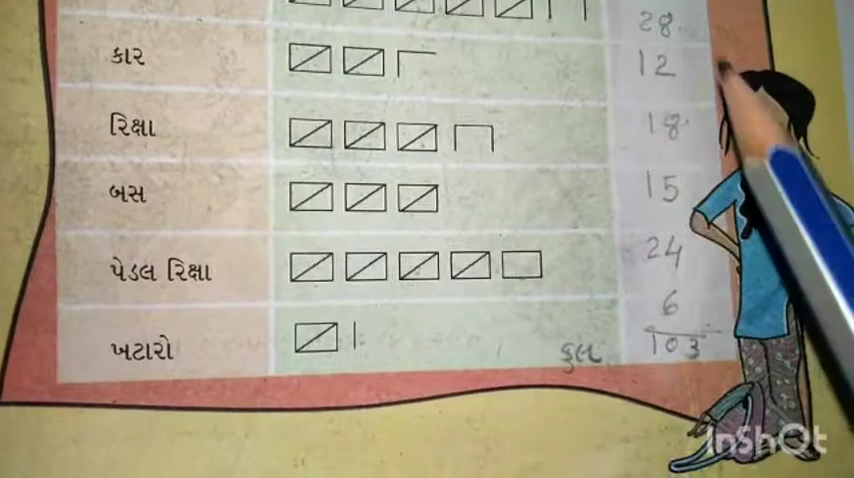 28
કાર 12
રિક્ષા 18
બસ 15
પેડલ રિક્ષા 24
ખટારો 6
કુલ 103
InShOt